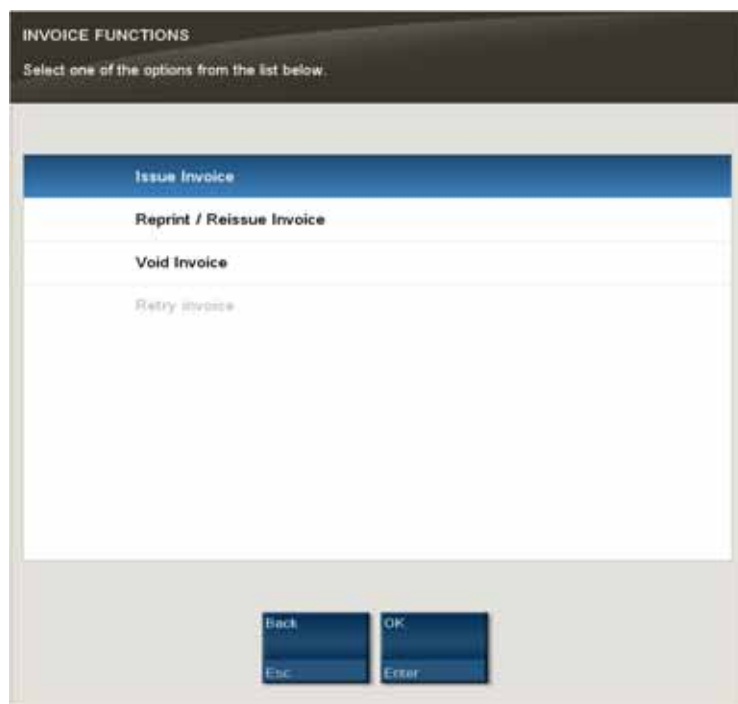 INVOICE FUNCTIONS
Select one of the options from the list below.
Issue Invoice
Reprint / Reissue Invoice
Void Invoice
Retry invoice
Back
OK
Esc
Enter